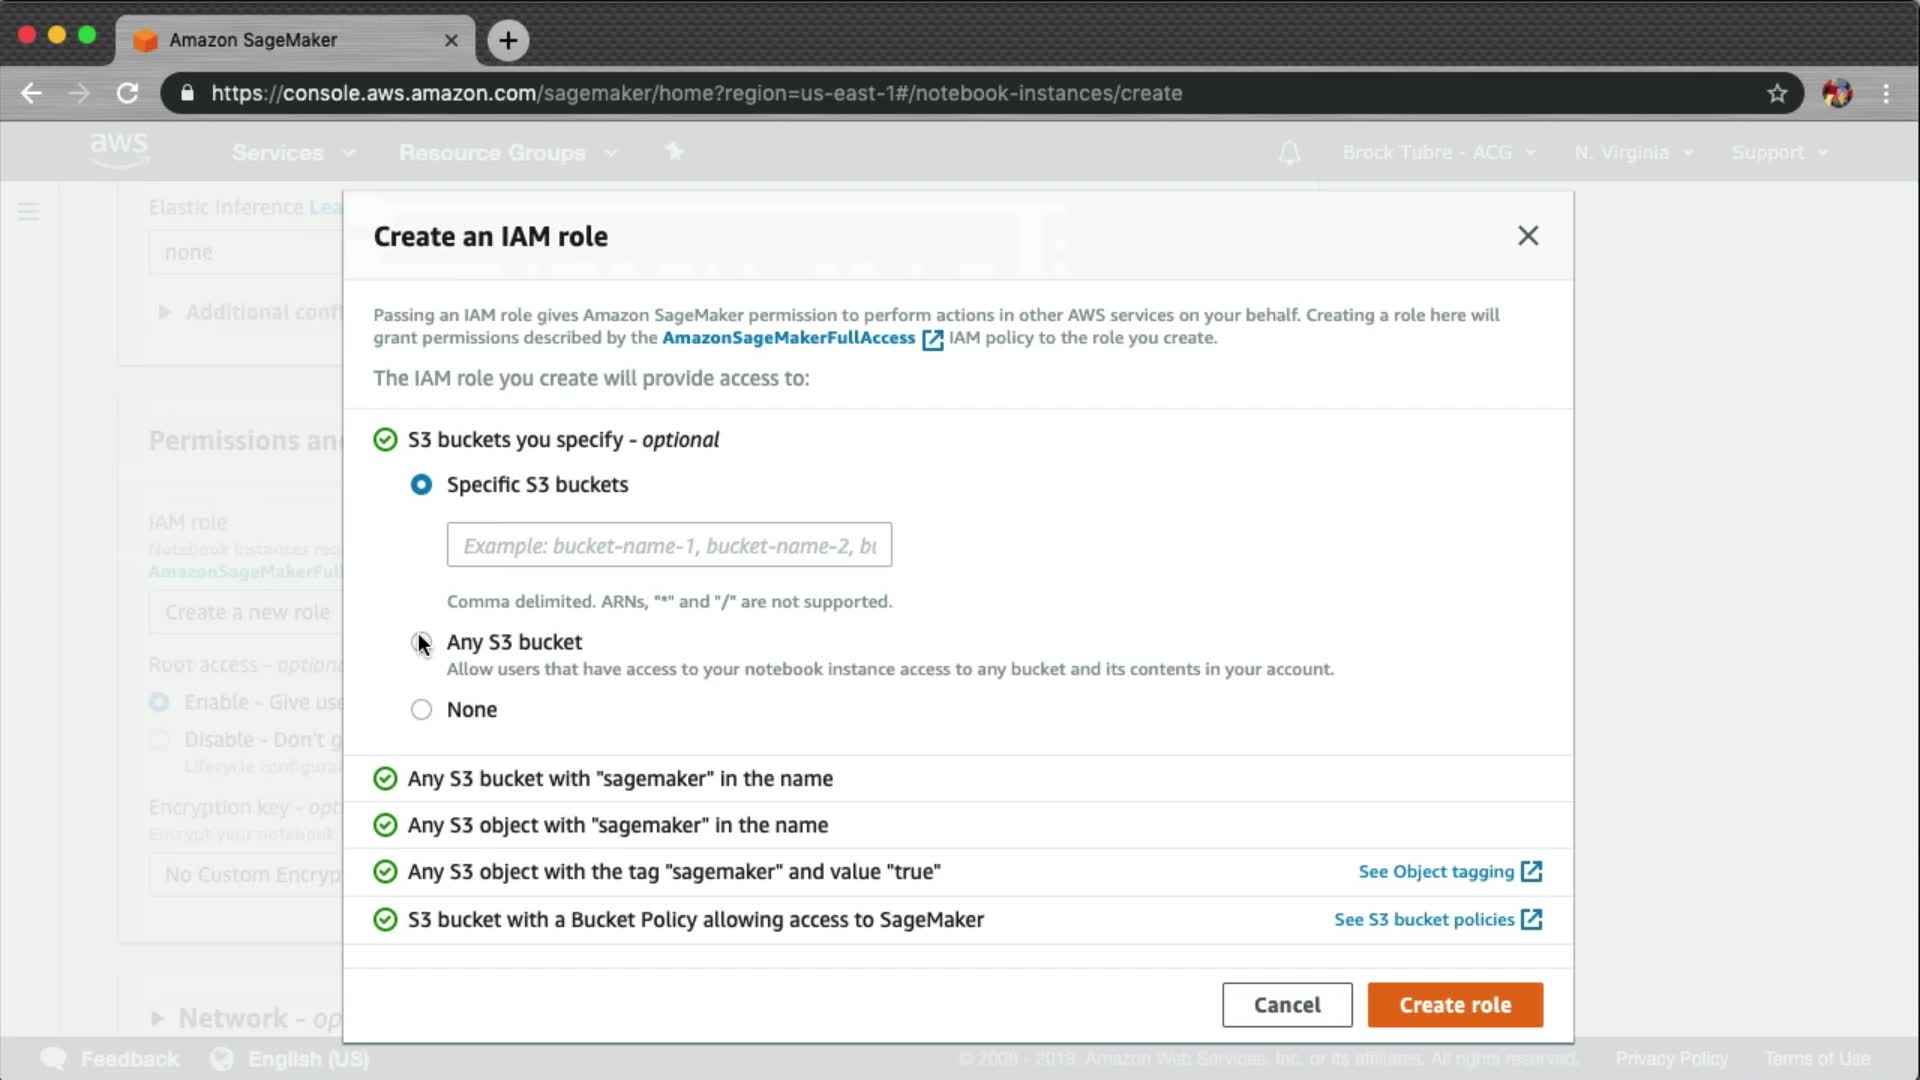 Amazon SageMaker
https://console.aws.amazon.com/sagemaker/home?region=us-east-1#/notebook-instances/create
aws Services Resource Groups Brock Tubre - ACG N. Virginia Support
Elastic Inference Lea
none
Additional conf
Permissions an
IAM role
Notebook instances req
AmazonSageMakerFull
Create a new role
Root access - optiona
Enable - Give use
Disable - Don't g
Lifecycle configura
Encryption key - opt
Encrypt your notebook
No Custom Encryp
Network - op
Create an IAM role
Passing an IAM role gives Amazon SageMaker permission to perform actions in other AWS services on your behalf. Creating a role here will
grant permissions described by the AmazonSageMakerFullAccess IAM policy to the role you create.
The IAM role you create will provide access to:
S3 buckets you specify - optional
Specific S3 buckets
Example: bucket-name-1, bucket-name-2, bu
Comma delimited. ARNs, "*" and "/" are not supported.
Any S3 bucket
Allow users that have access to your notebook instance access to any bucket and its contents in your account.
None
Any S3 bucket with "sagemaker" in the name
Any S3 object with "sagemaker" in the name
Any S3 object with the tag "sagemaker" and value "true" See Object tagging
S3 bucket with a Bucket Policy allowing access to SageMaker See S3 bucket policies
Cancel Create role
Feedback English (US) © 2008 - 2019, Amazon Web Services, Inc. or its affiliates. All rights reserved. Privacy Policy Terms of Use